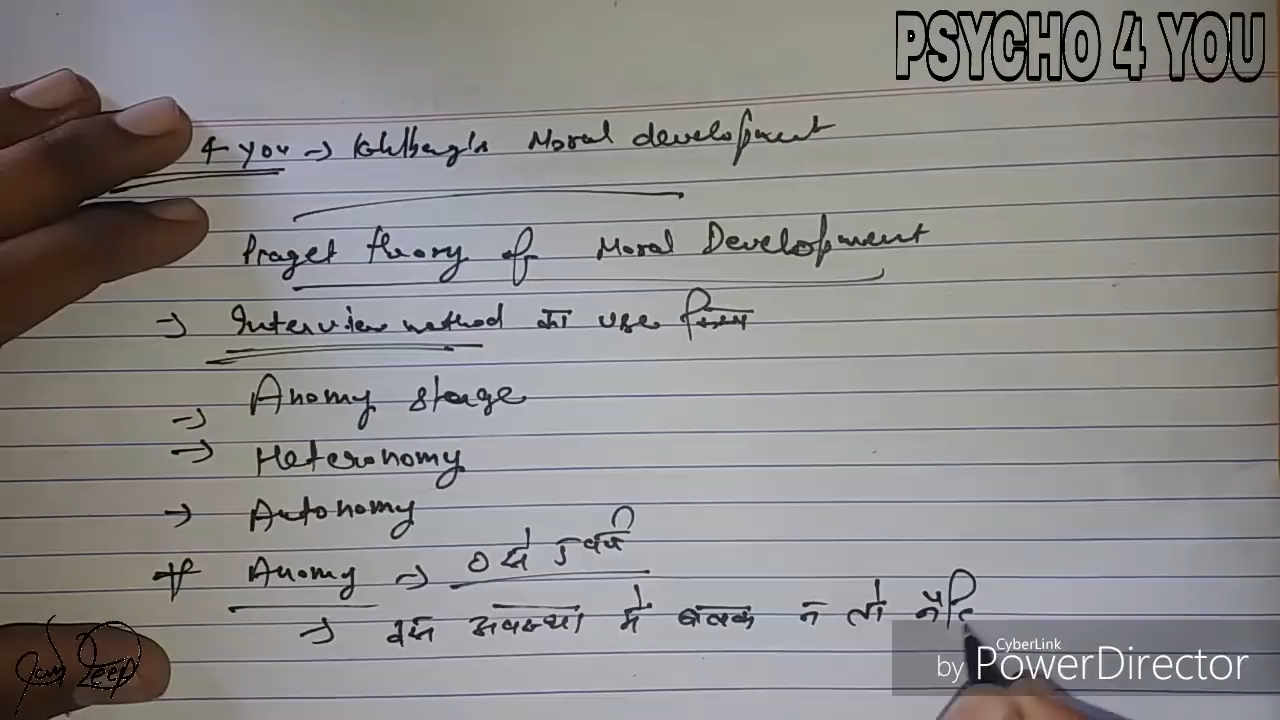 PSYCHO 4 YOU
4 you → Kohlberg's Moral development
Piaget theory of Moral Development
→ Interview method का use किया
→ Anomy stage
→ Heteronomy
→ Autonomy
# Anomy → 0 से 5 वर्ष
→ इस अवस्था में बालक न तो नैति
CyberLink
by PowerDirector